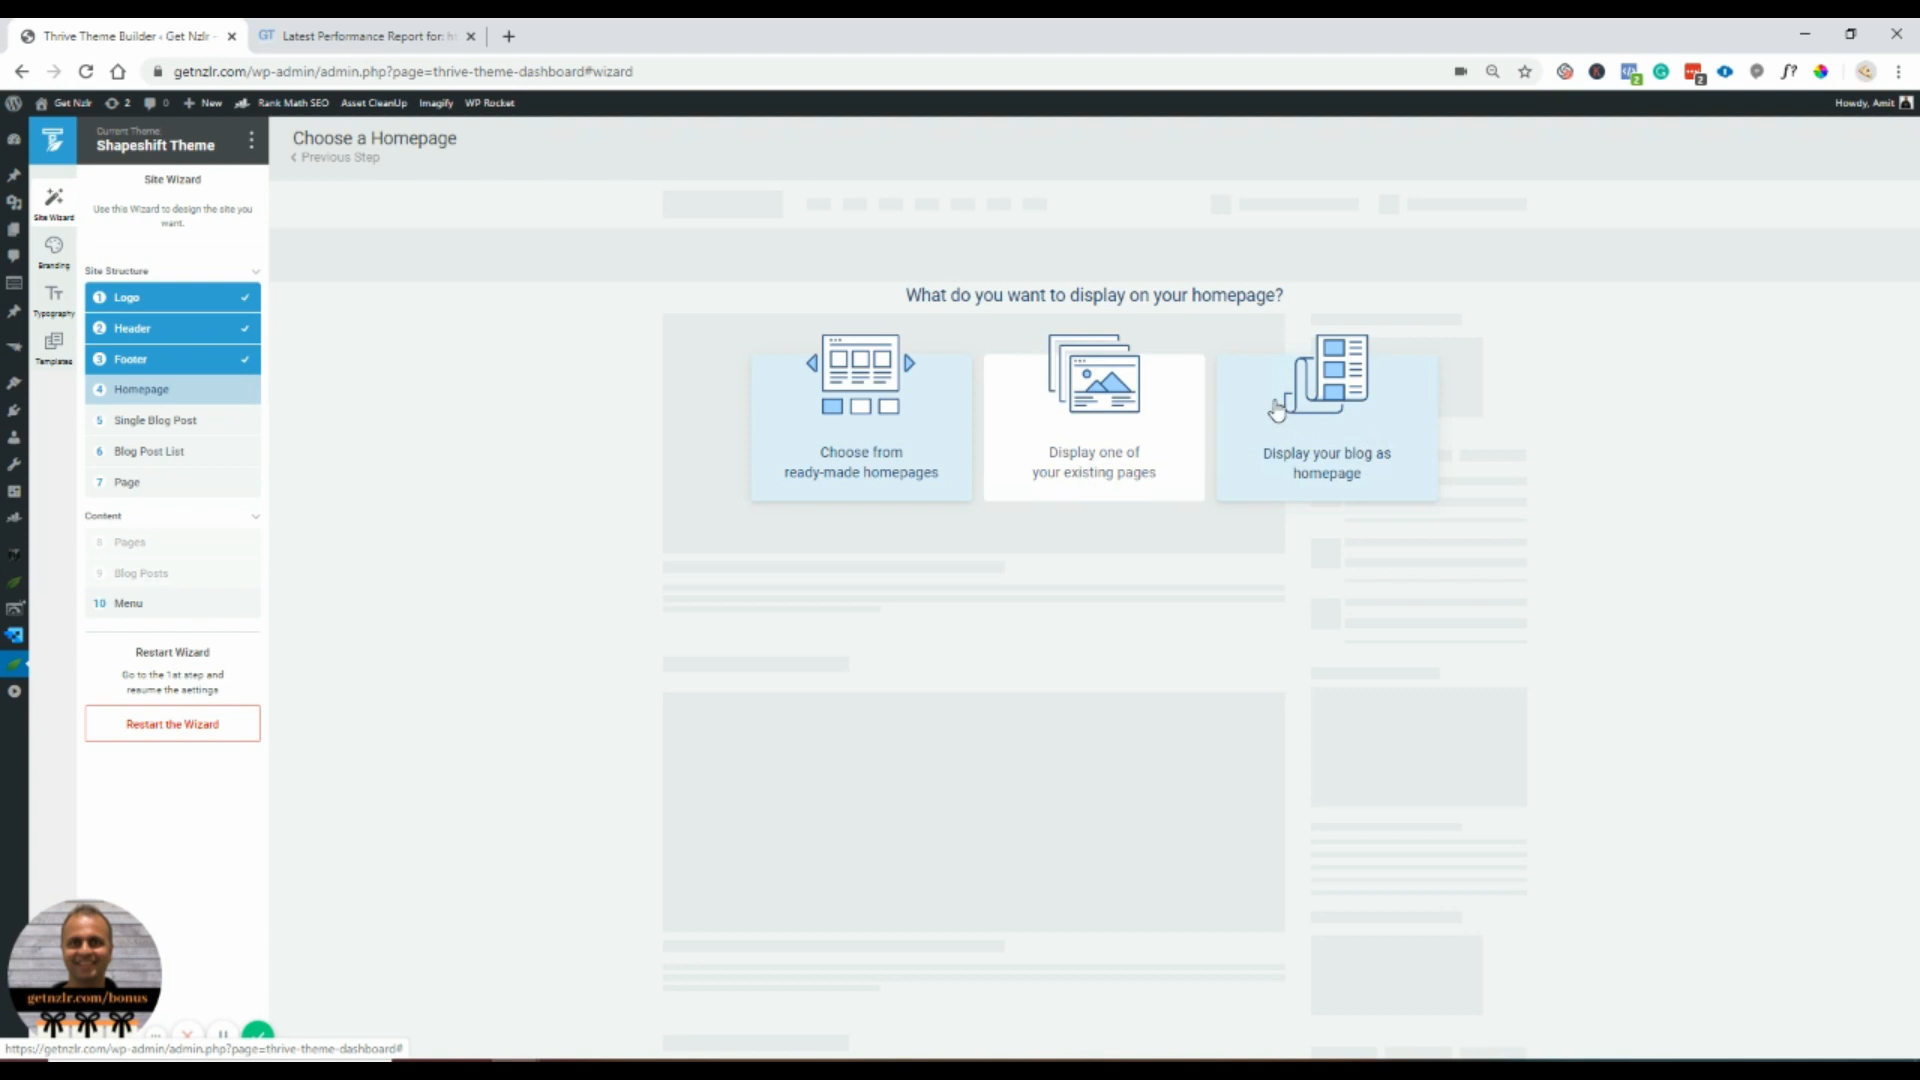 Thrive Theme Builder ‹ Get Nzlr -
GT Latest Performance Report for: h
getnzlr.com/wp-admin/admin.php?page=thrive-theme-dashboard#wizard
2
2
f?
Get Nzlr 2 0 New Rank Math SEO Asset CleanUp Imagify WP Rocket
Howdy, Amit
Current Theme:
Shapeshift Theme
Choose a Homepage
Previous Step
Site Wizard
Branding
Typography
Templates
Site Wizard
Use this Wizard to design the site you
want.
Site Structure
1 Logo
2 Header
3 Footer
4 Homepage
5 Single Blog Post
6 Blog Post List
7 Page
Content
8 Pages
9 Blog Posts
10 Menu
Restart Wizard
Go to the 1st step and
resume the settings
Restart the Wizard
What do you want to display on your homepage?
Choose from
ready-made homepages
Display one of
your existing pages
Display your blog as
homepage
getnzlr.com/bonus
https://getnzlr.com/wp-admin/admin.php?page=thrive-theme-dashboard#